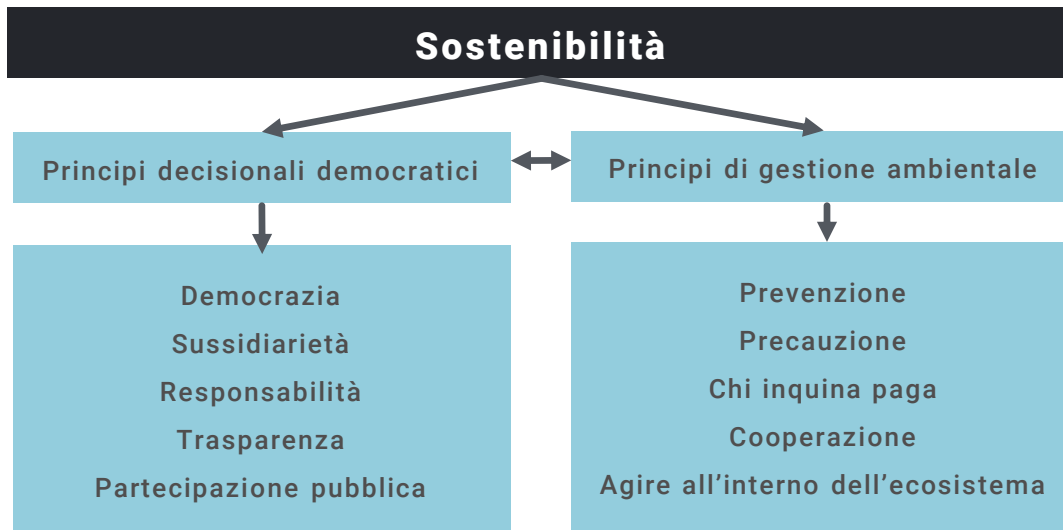 Sostenibilità
Principi decisionali democratici
Principi di gestione ambientale
Democrazia
Sussidiarietà
Responsabilità
Trasparenza
Partecipazione pubblica
Prevenzione
Precauzione
Chi inquina paga
Cooperazione
Agire all’interno dell’ecosistema